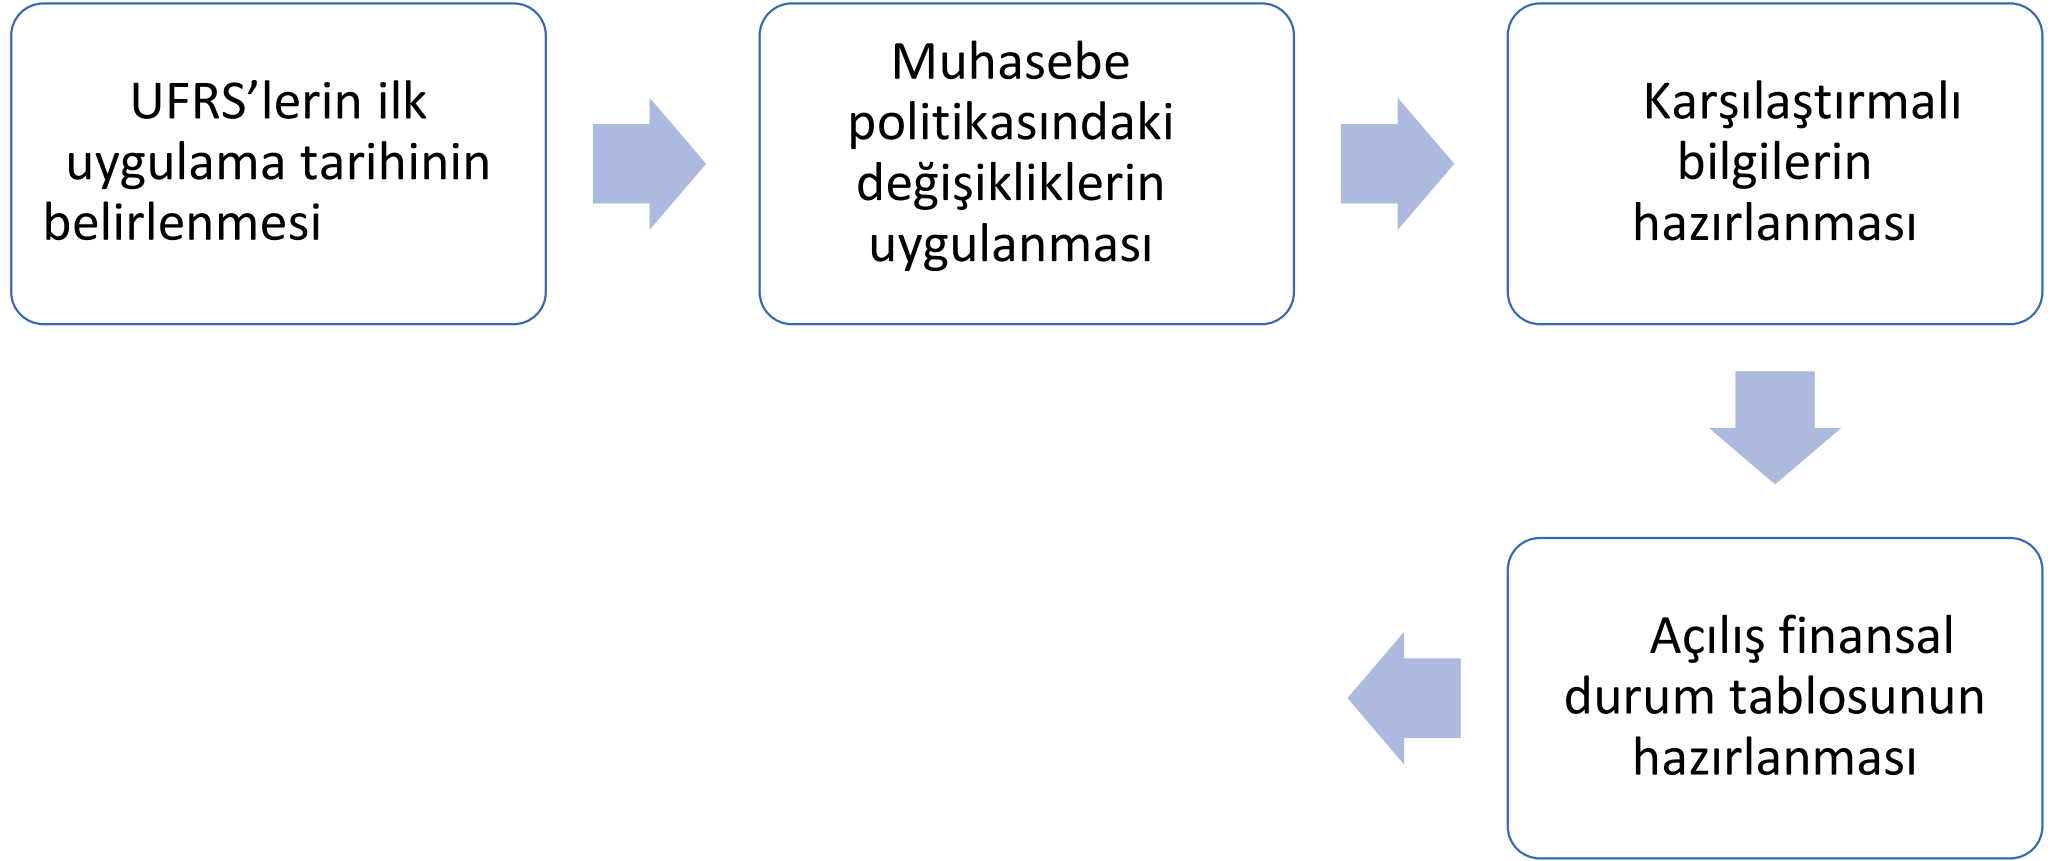 UFRS’lerin ilk
uygulama tarihinin
belirlenmesi
Muhasebe
politikasındaki
değişikliklerin
uygulanması
Karşılaştırmalı
bilgilerin
hazırlanması
Açılış finansal
durum tablosunun
hazırlanması